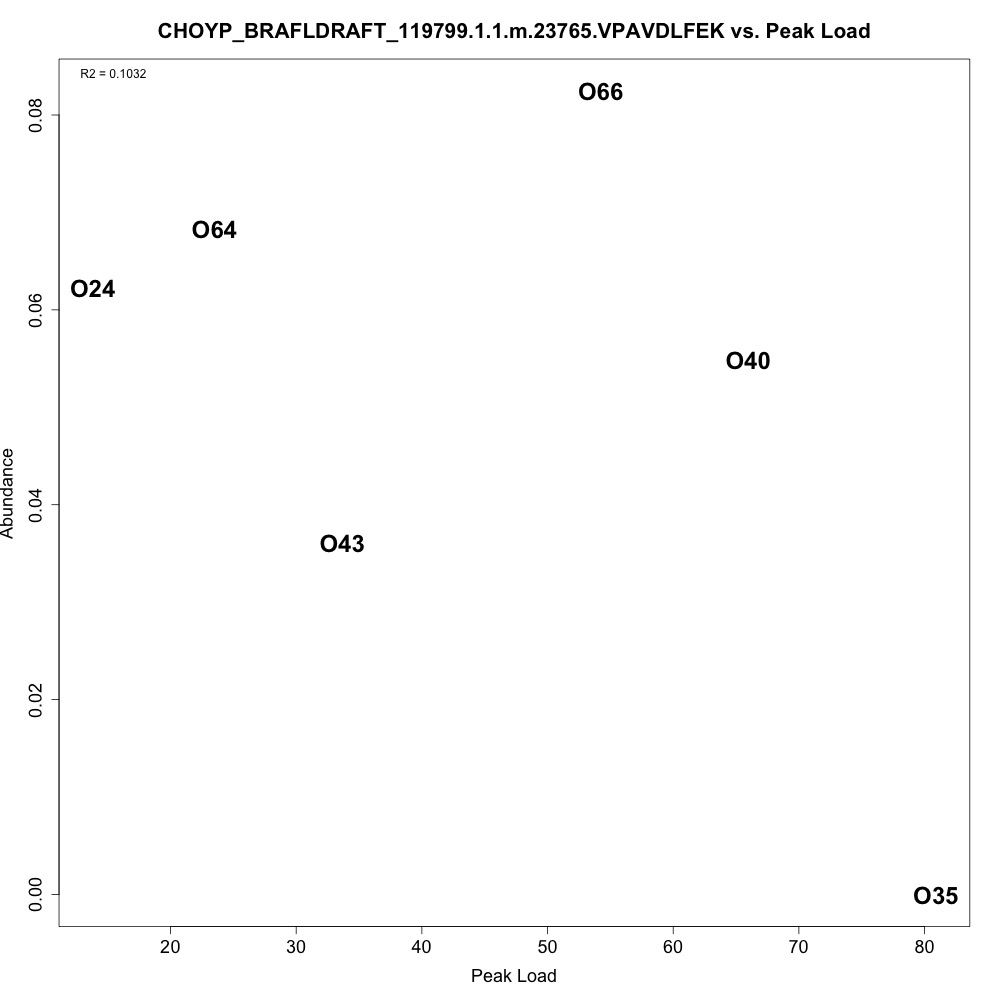 CHOYP_BRAFLDRAFT_119799.1.1.m.23765.VPAVDLFEK vs. Peak Load
R2 = 0.1032
O66
O64
O24
O40
O43
O35
Abundance
0.08
0.06
0.04
0.02
0.00
20 30 40 50 60 70 80
Peak Load